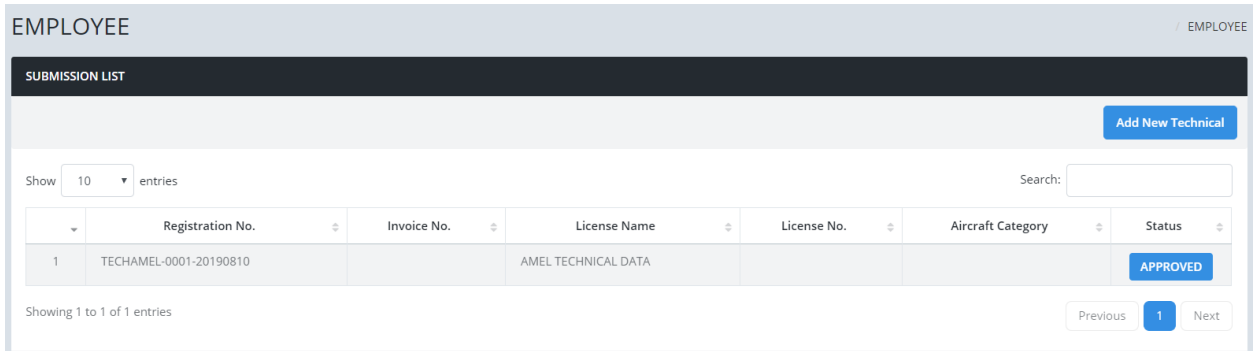 EMPLOYEE
/ EMPLOYEE
SUBMISSION LIST
Add New Technical
Show 10 entries
Search:
Registration No. Invoice No. License Name License No. Aircraft Category Status
1 TECHAMEL-0001-20190810 AMEL TECHNICAL DATA APPROVED
Showing 1 to 1 of 1 entries
Previous 1 Next